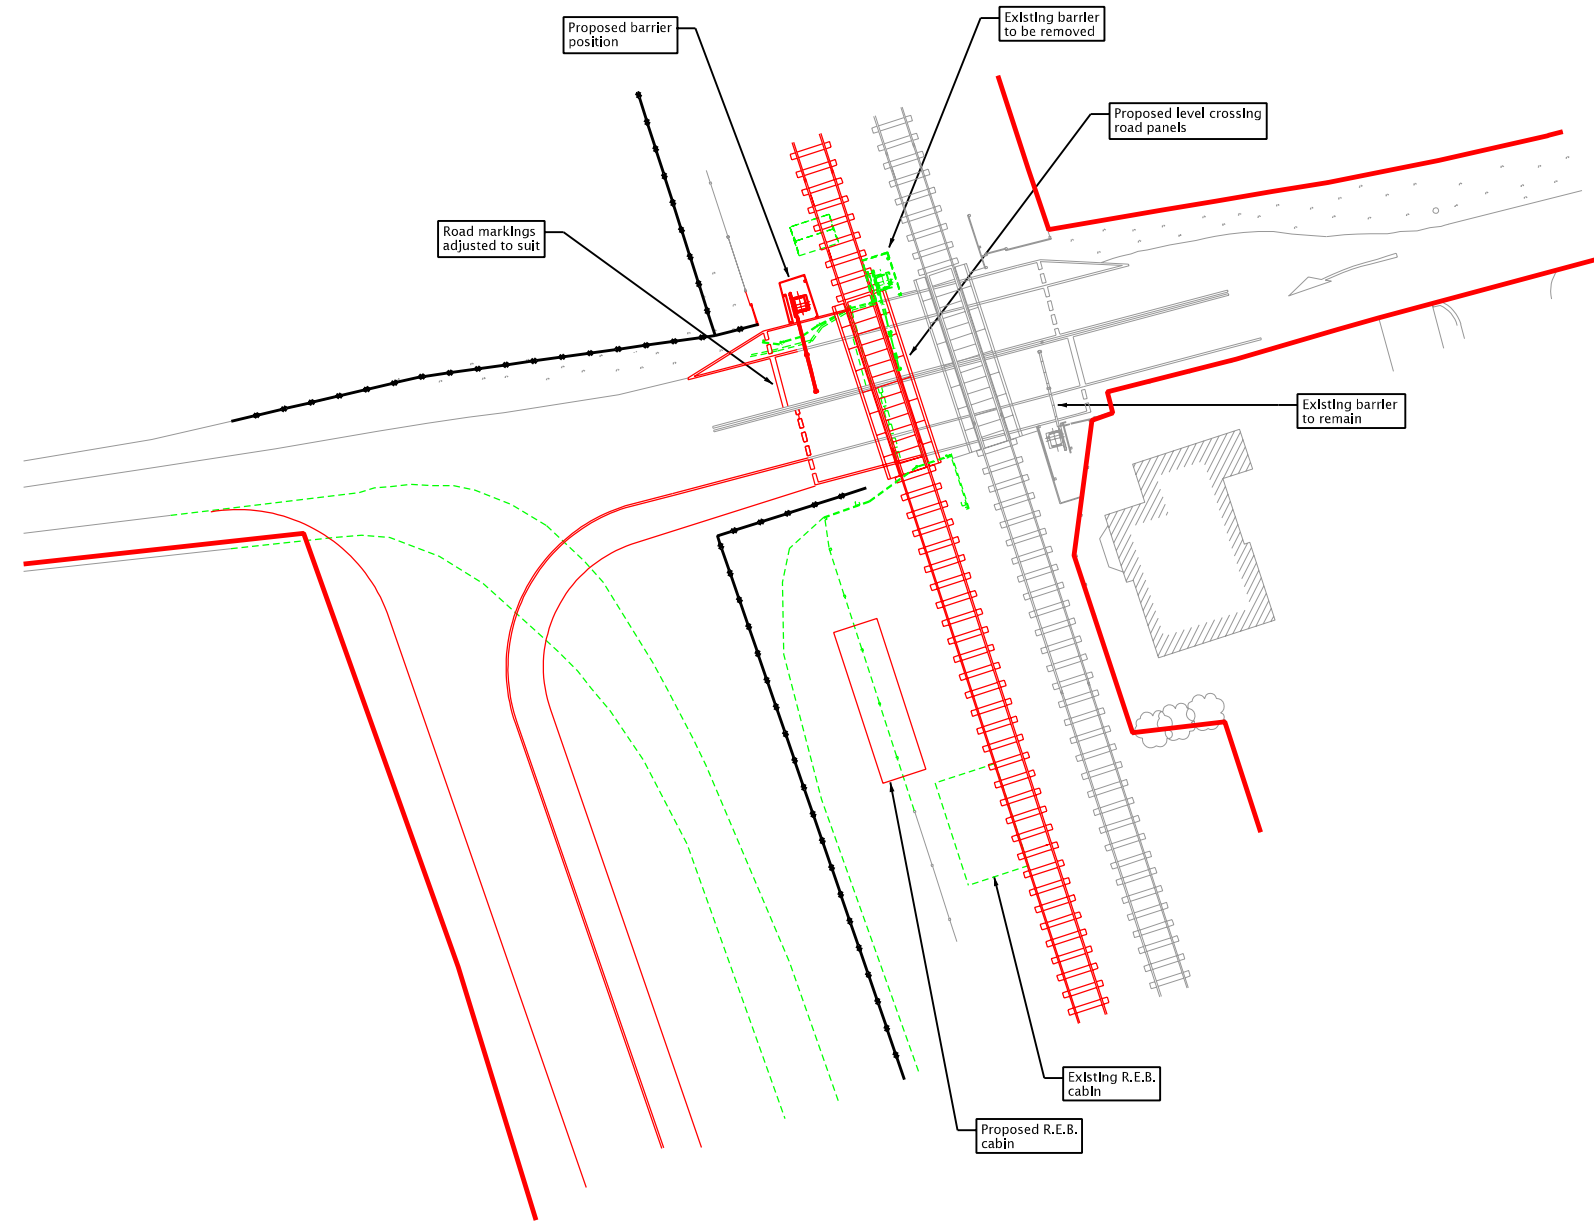 Existing barrier
to be removed
Proposed barrier
position
Proposed level crossing
road panels
Road markings
adjusted to suit
Existing barrier
to remain
Existing R.E.B.
cabin
Proposed R.E.B.
cabin